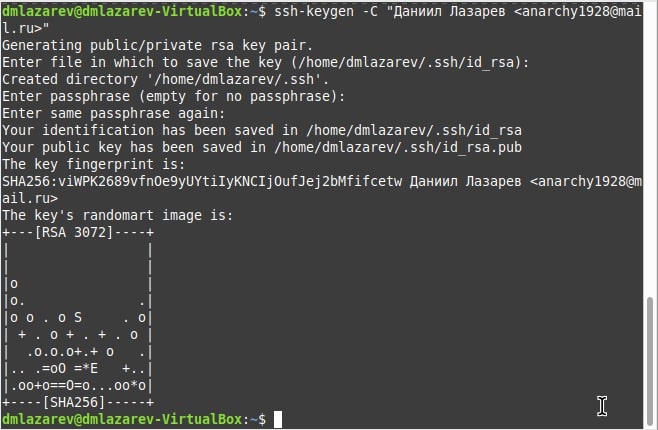 dmlazarev@dmlazarev-VirtualBox:~$ ssh-keygen -C "Даниил Лазарев <anarchy1928@mai
l.ru>"
Generating public/private rsa key pair.
Enter file in which to save the key (/home/dmlazarev/.ssh/id_rsa):
Created directory '/home/dmlazarev/.ssh'.
Enter passphrase (empty for no passphrase):
Enter same passphrase again:
Your identification has been saved in /home/dmlazarev/.ssh/id_rsa
Your public key has been saved in /home/dmlazarev/.ssh/id_rsa.pub
The key fingerprint is:
SHA256:viWPK2689vfnOe9yUYtiIyKNCIjOufJej2bMfifcetw Даниил Лазарев <anarchy1928@m
ail.ru>
The key's randomart image is:
+---[RSA 3072]----+
|                 |
|                 |
|o                |
|o.              .|
|o o . o S     . o|
| + . o + . + . o |
|  .o.o.o+.+ o   .|
|.. .=oO =*E   +..|
|.oo+o==O=o...oo*o|
+----[SHA256]-----+
dmlazarev@dmlazarev-VirtualBox:~$